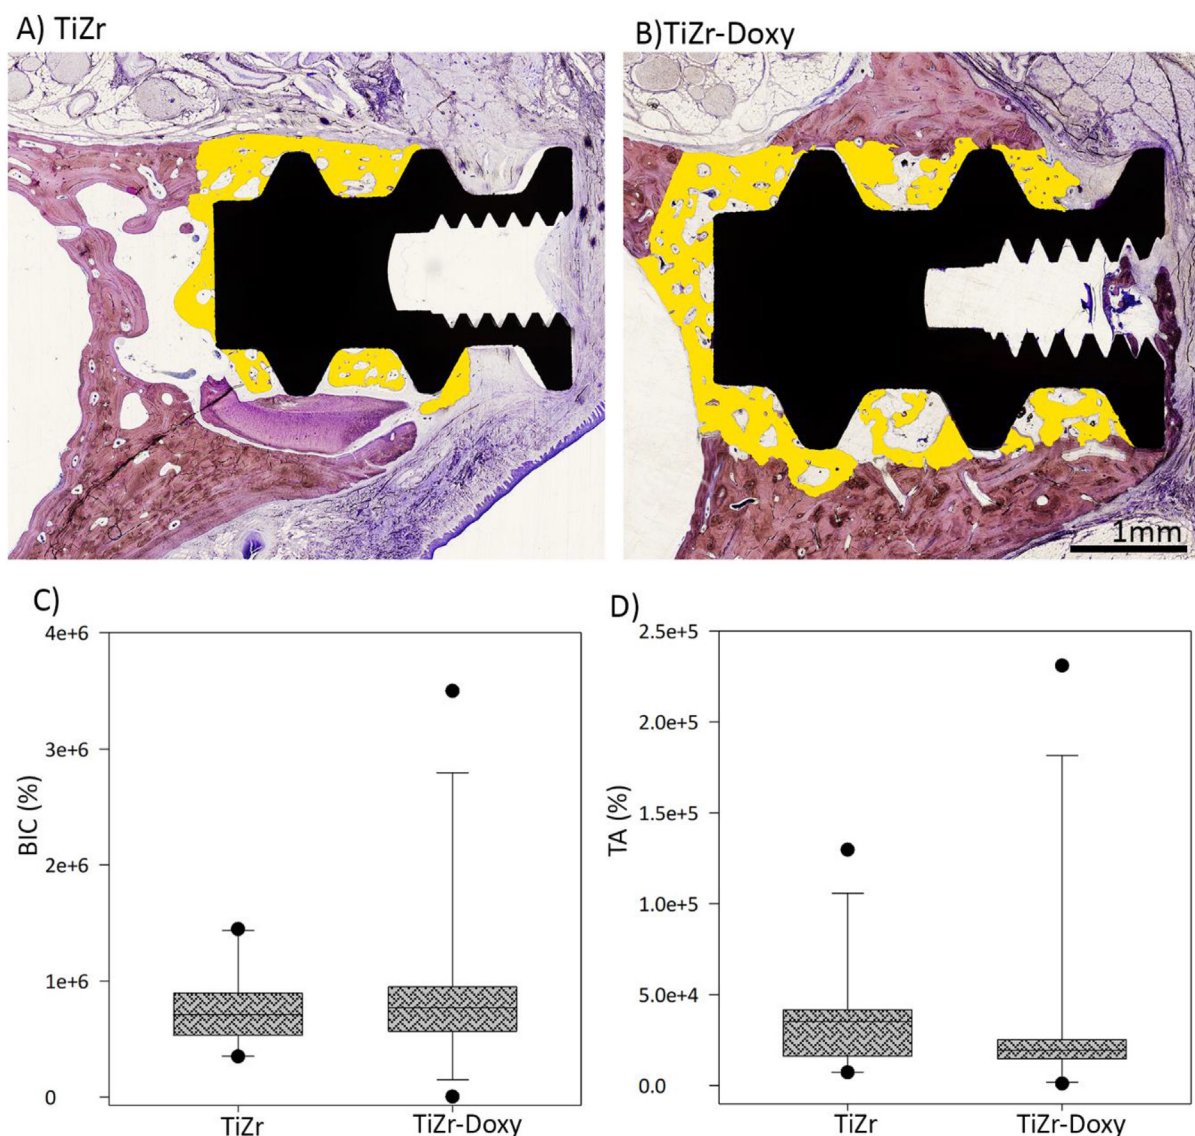 A) TiZr
B)TiZr-Doxy
1mm
C)
4e+6
3e+6
2e+6
1e+6
0
BIC (%)
TiZr
TiZr-Doxy
D)
2.5e+5
2.0e+5
1.5e+5
1.0e+5
5.0e+4
0.0
TA (%)
TiZr
TiZr-Doxy